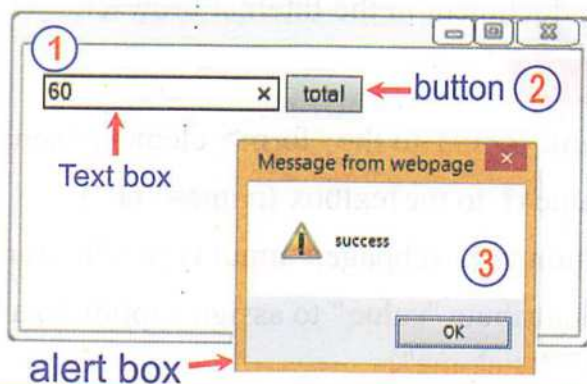 1
60 × total
button 2
Text box
Message from webpage ×
success
3
OK
alert box